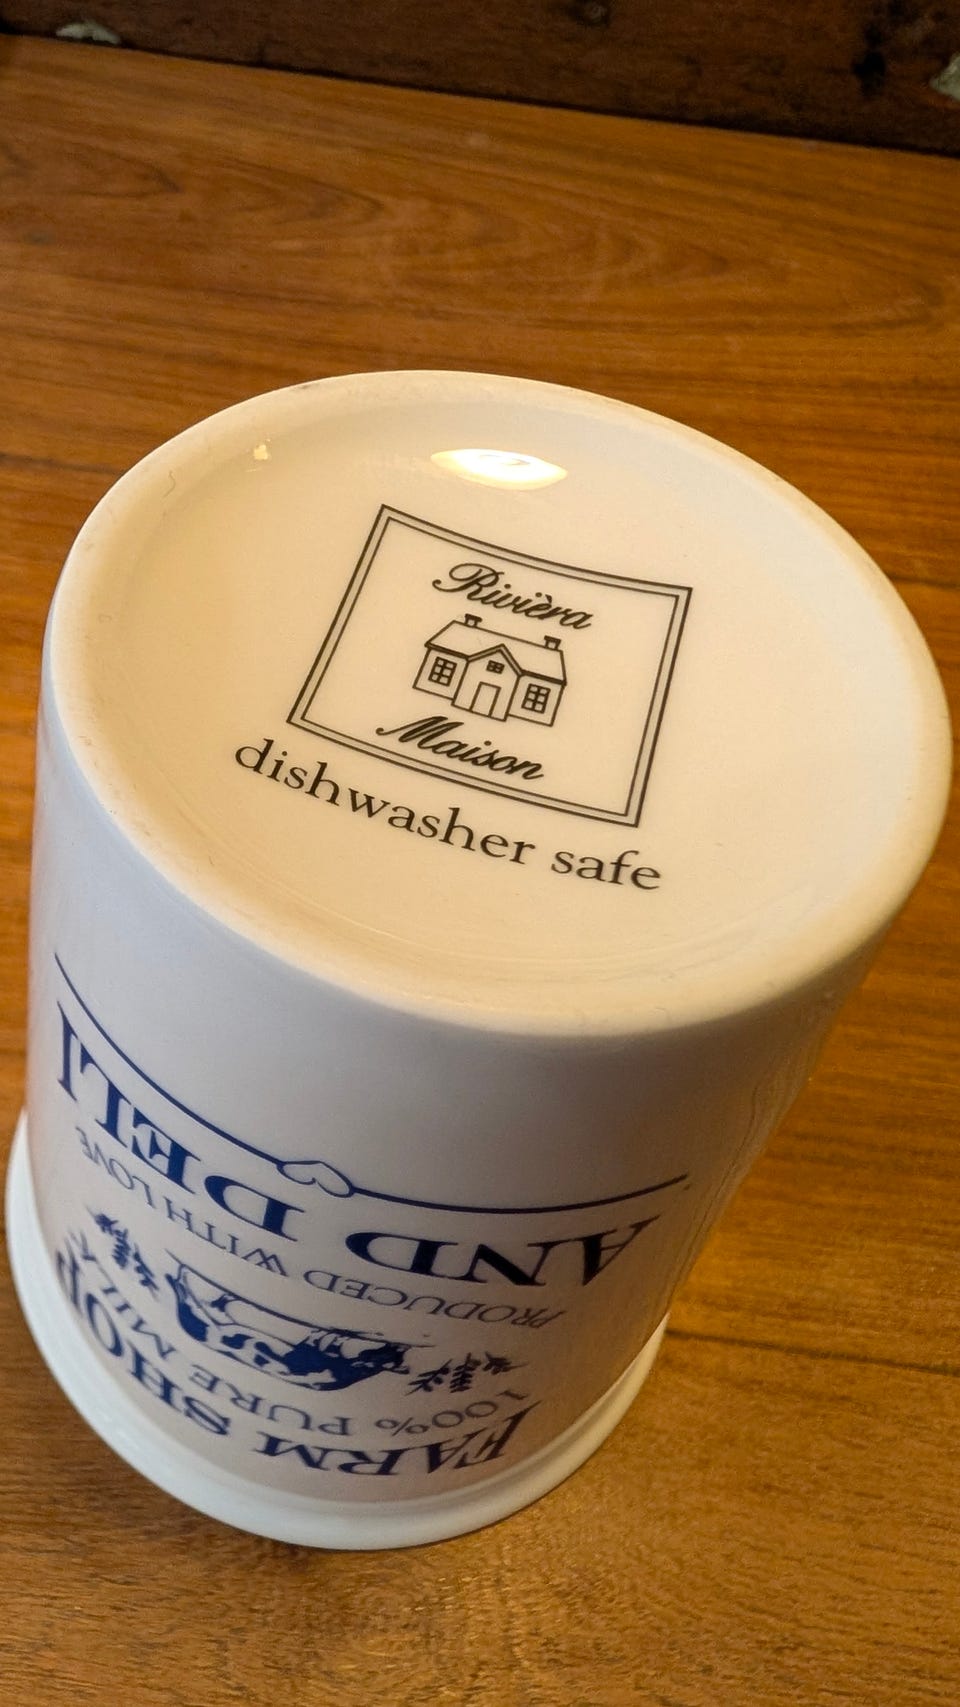 Rivièra
Maison
dishwasher safe
FARM SHOP
100% PURE MILK
PRODUCED WITH LOVE
AND DELI